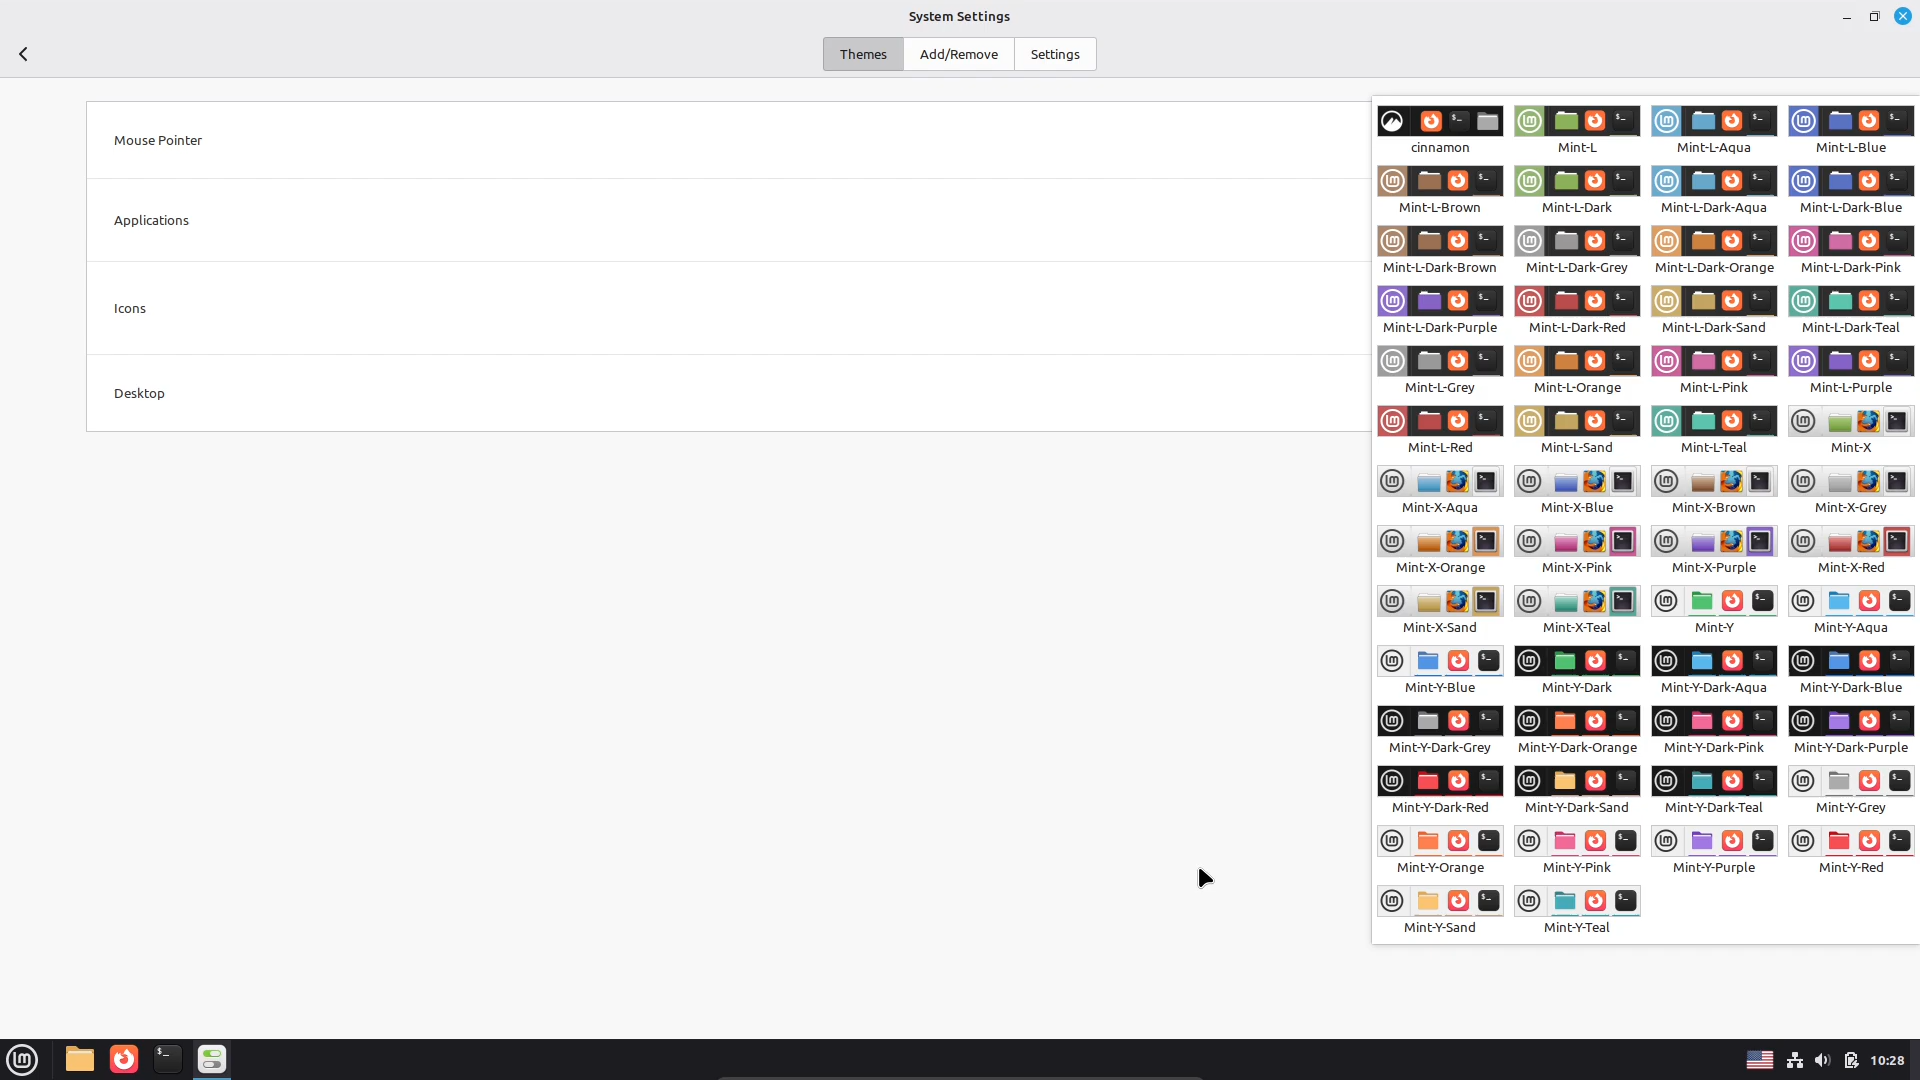 System Settings
Themes Add/Remove Settings
Mouse Pointer
Applications
Icons
Desktop
cinnamon Mint-L Mint-L-Aqua Mint-L-Blue
Mint-L-Brown Mint-L-Dark Mint-L-Dark-Aqua Mint-L-Dark-Blue
Mint-L-Dark-Brown Mint-L-Dark-Grey Mint-L-Dark-Orange Mint-L-Dark-Pink
Mint-L-Dark-Purple Mint-L-Dark-Red Mint-L-Dark-Sand Mint-L-Dark-Teal
Mint-L-Grey Mint-L-Orange Mint-L-Pink Mint-L-Purple
Mint-L-Red Mint-L-Sand Mint-L-Teal Mint-X
Mint-X-Aqua Mint-X-Blue Mint-X-Brown Mint-X-Grey
Mint-X-Orange Mint-X-Pink Mint-X-Purple Mint-X-Red
Mint-X-Sand Mint-X-Teal Mint-Y Mint-Y-Aqua
Mint-Y-Blue Mint-Y-Dark Mint-Y-Dark-Aqua Mint-Y-Dark-Blue
Mint-Y-Dark-Grey Mint-Y-Dark-Orange Mint-Y-Dark-Pink Mint-Y-Dark-Purple
Mint-Y-Dark-Red Mint-Y-Dark-Sand Mint-Y-Dark-Teal Mint-Y-Grey
Mint-Y-Orange Mint-Y-Pink Mint-Y-Purple Mint-Y-Red
Mint-Y-Sand Mint-Y-Teal
10:28